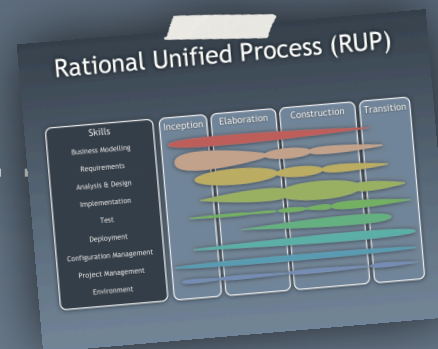 Rational Unified Process (RUP)
Skills
Business Modelling
Requirements
Analysis & Design
Implementation
Test
Deployment
Configuration Management
Project Management
Environment
Inception
Elaboration
Construction
Transition